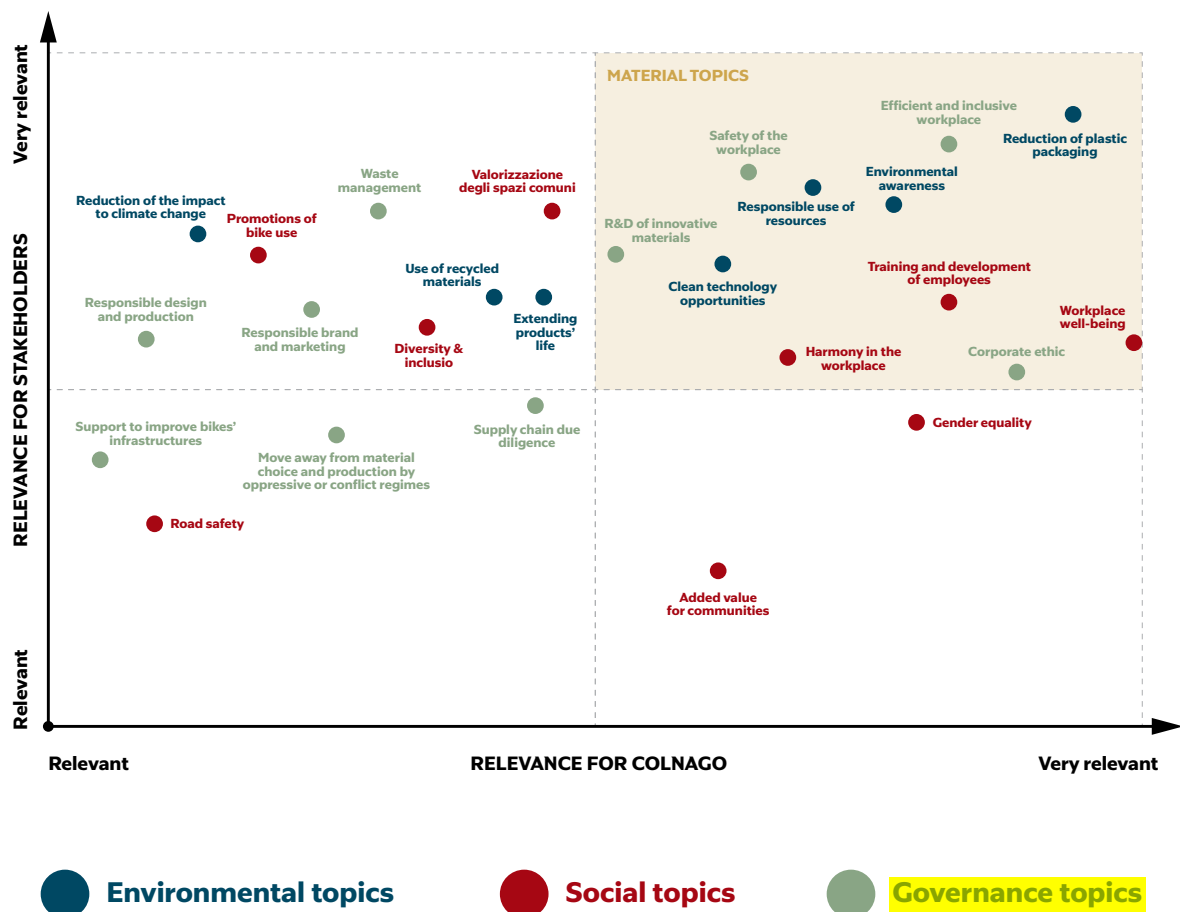 Very relevant
RELEVANCE FOR STAKEHOLDERS
Relevant
MATERIAL TOPICS
Efficient and inclusive
workplace
Reduction of plastic
packaging
Safety of the
workplace
Environmental
awareness
Responsible use of
resources
Waste
management
Valorizzazione
degli spazi comuni
Reduction of the impact
to climate change
Promotions of
bike use
R&D of innovative
materials
Use of recycled
materials
Clean technology
opportunities
Training and development
of employees
Responsible design
and production
Responsible brand
and marketing
Extending
products’
life
Diversity &
inclusio
Workplace
well-being
Harmony in the
workplace
Corporate ethic
Support to improve bikes’
infrastructures
Move away from material
choice and production by
oppressive or conflict regimes
Supply chain due
diligence
Gender equality
Road safety
Added value
for communities
Relevant
RELEVANCE FOR COLNAGO
Very relevant
Environmental topics
Social topics
Governance topics